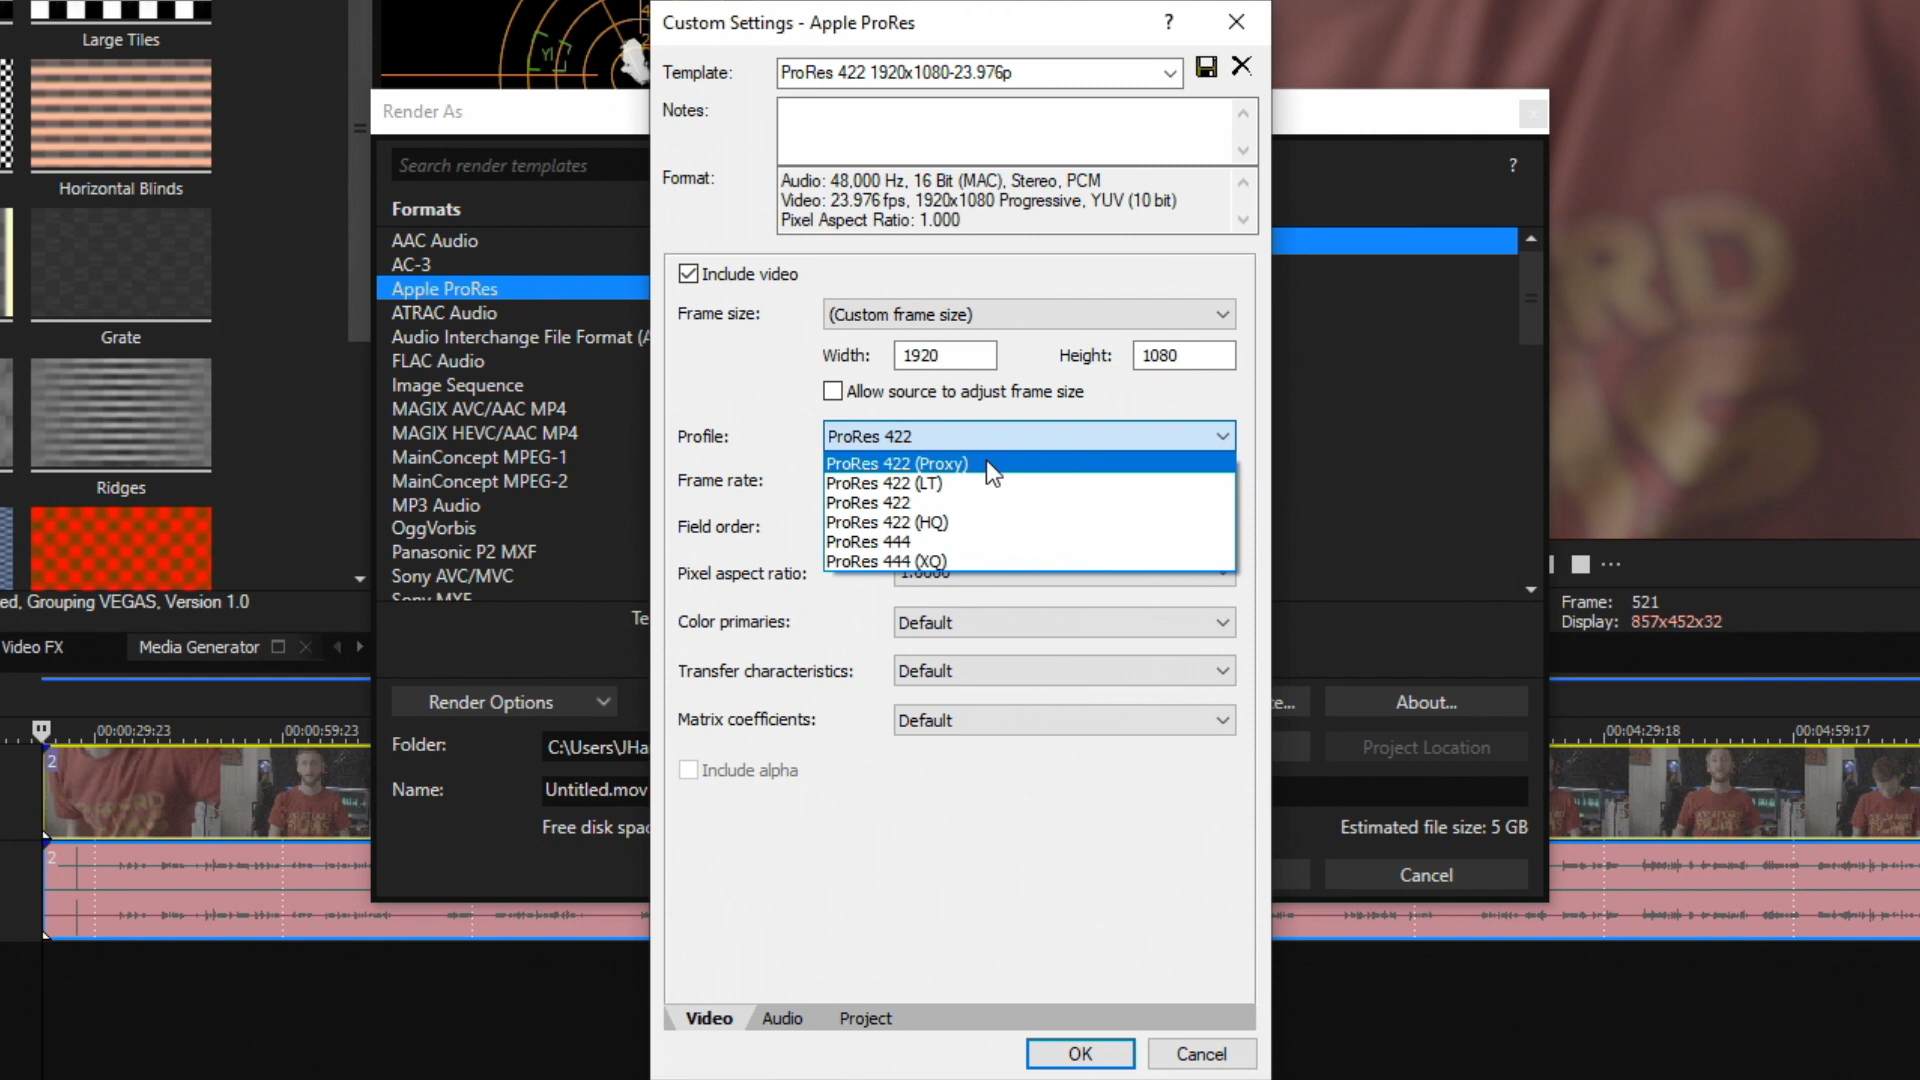 Large Tiles
Horizontal Blinds
Grate
Ridges
ed, Grouping VEGAS, Version 1.0
Video FX
Media Generator
00:00:29:23
00:00:59:23
2
2
Render As
Search render templates
Formats
AAC Audio
AC-3
Apple ProRes
ATRAC Audio
Audio Interchange File Format (A
FLAC Audio
Image Sequence
MAGIX AVC/AAC MP4
MAGIX HEVC/AAC MP4
MainConcept MPEG-1
MainConcept MPEG-2
MP3 Audio
OggVorbis
Panasonic P2 MXF
Sony AVC/MVC
Sony MXF
Te
Render Options
Folder:
C:\Users\JHa
Name:
Untitled.mov
Free disk spac
Custom Settings - Apple ProRes
?
Template:
ProRes 422 1920x1080-23.976p
Notes:
Format:
Audio: 48,000 Hz, 16 Bit (MAC), Stereo, PCM
Video: 23.976 fps, 1920x1080 Progressive, YUV (10 bit)
Pixel Aspect Ratio: 1.000
Include video
Frame size:
(Custom frame size)
Width:
1920
Height:
1080
Allow source to adjust frame size
Profile:
ProRes 422
ProRes 422 (Proxy)
ProRes 422 (LT)
ProRes 422
ProRes 422 (HQ)
ProRes 444
ProRes 444 (XQ)
Frame rate:
Field order:
Pixel aspect ratio:
1.0000
Color primaries:
Default
Transfer characteristics:
Default
Matrix coefficients:
Default
Include alpha
Video
Audio
Project
OK
Cancel
?
e...
About...
Project Location
Estimated file size: 5 GB
Cancel
Frame: 521
Display: 857x452x32
00:04:29:18
00:04:59:17